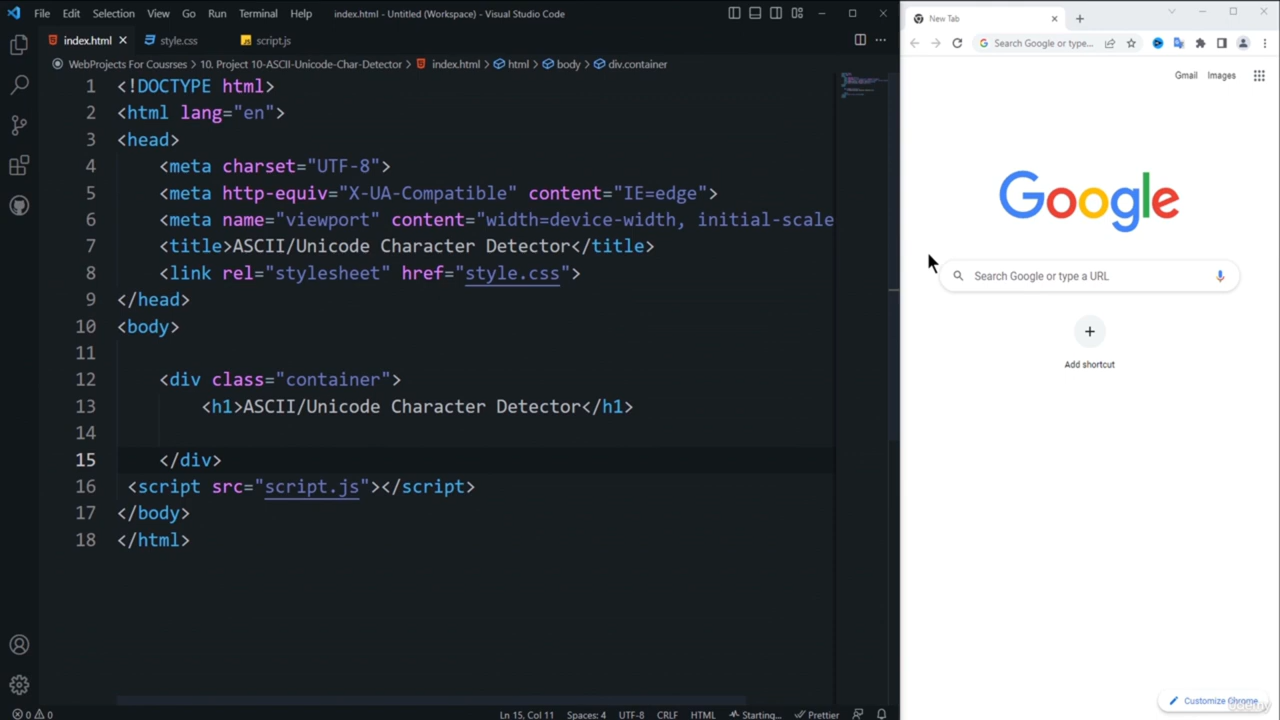 File Edit Selection View Go Run Terminal Help index.html - Untitled (Workspace) - Visual Studio Code
index.html style.css script.js
WebProjects For Coursres > 10. Project 10-ASCII-Unicode-Char-Detector > index.html > html > body > div.container
1 <!DOCTYPE html>
2 <html lang="en">
3 <head>
4 <meta charset="UTF-8">
5 <meta http-equiv="X-UA-Compatible" content="IE=edge">
6 <meta name="viewport" content="width=device-width, initial-scale
7 <title>ASCII/Unicode Character Detector</title>
8 <link rel="stylesheet" href="style.css">
9 </head>
10 <body>
11
12 <div class="container">
13 <h1>ASCII/Unicode Character Detector</h1>
14
15 </div>
16 <script src="script.js"></script>
17 </body>
18 </html>
0 0 Ln 15, Col 11 Spaces: 4 UTF-8 CRLF HTML Starting... Prettier
New Tab
Search Google or type...
Gmail Images
Google
Search Google or type a URL
Add shortcut
Customize Chrome
udemy